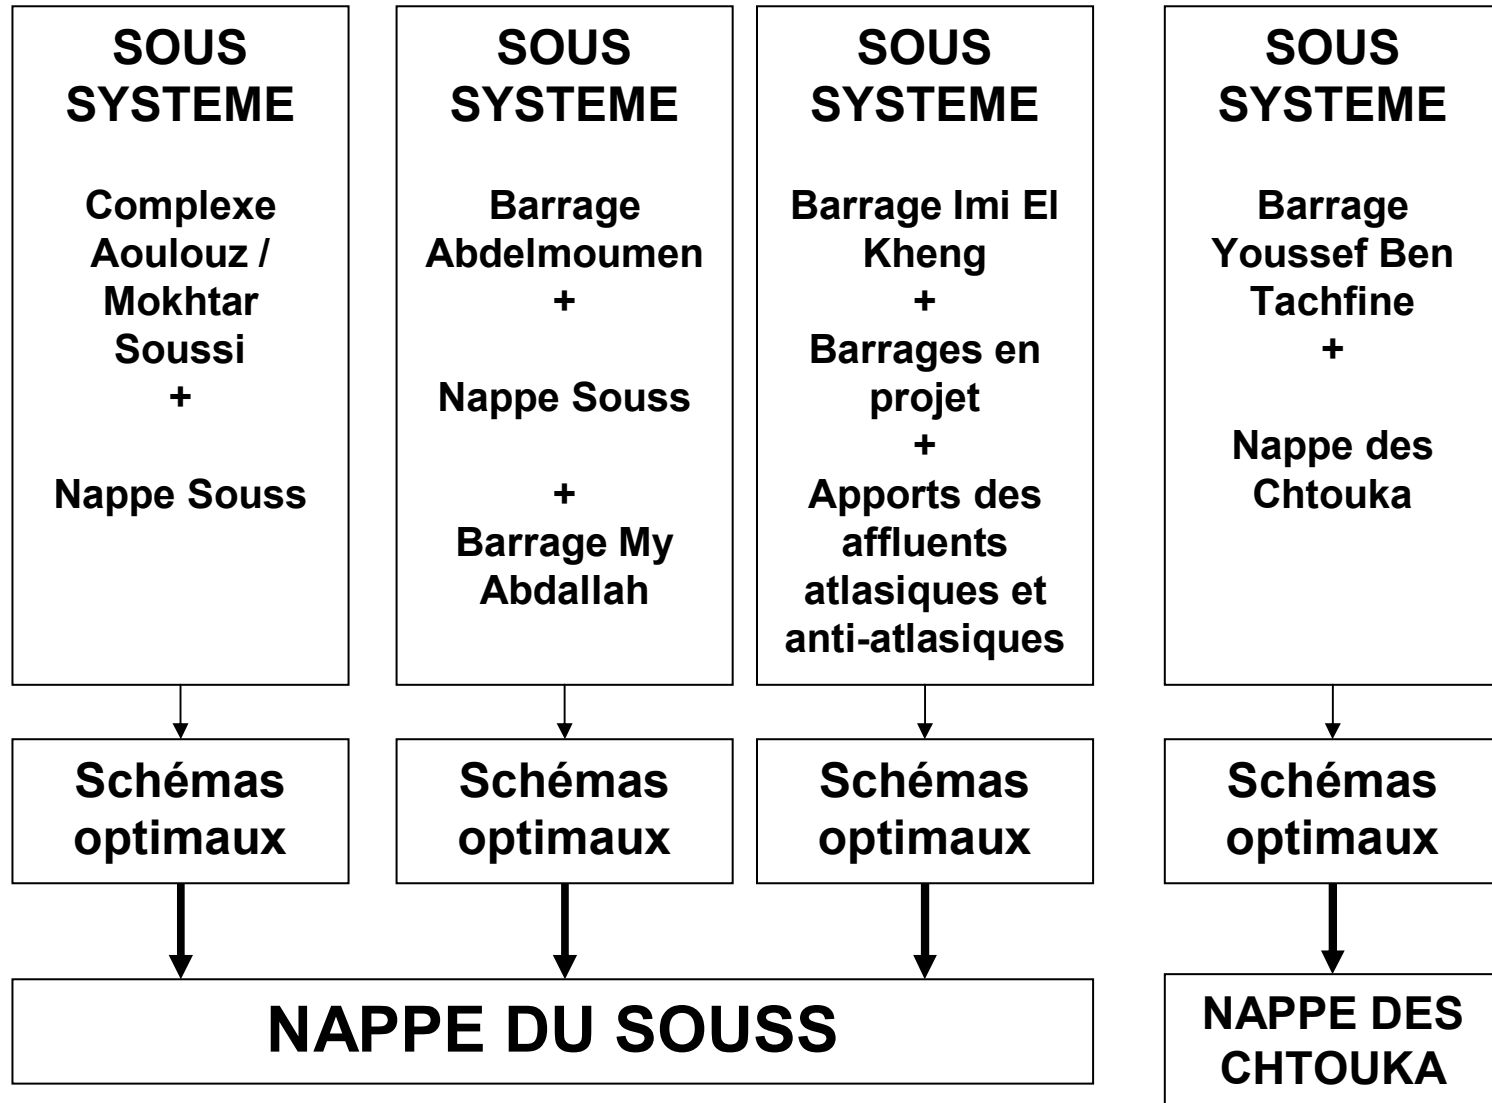 SOUS
SYSTEME
Complexe
Aoulouz /
Mokhtar
Soussi
+
Nappe Souss
SOUS
SYSTEME
Barrage
Abdelmoumen
+
Nappe Souss
+
Barrage My
Abdallah
SOUS
SYSTEME
Barrage Imi El
Kheng
+
Barrages en
projet
+
Apports des
affluents
atlasiques et
anti-atlasiques
SOUS
SYSTEME
Barrage
Youssef Ben
Tachfine
+
Nappe des
Chtouka
Schémas
optimaux
Schémas
optimaux
Schémas
optimaux
Schémas
optimaux
NAPPE DU SOUSS
NAPPE DES
CHTOUKA